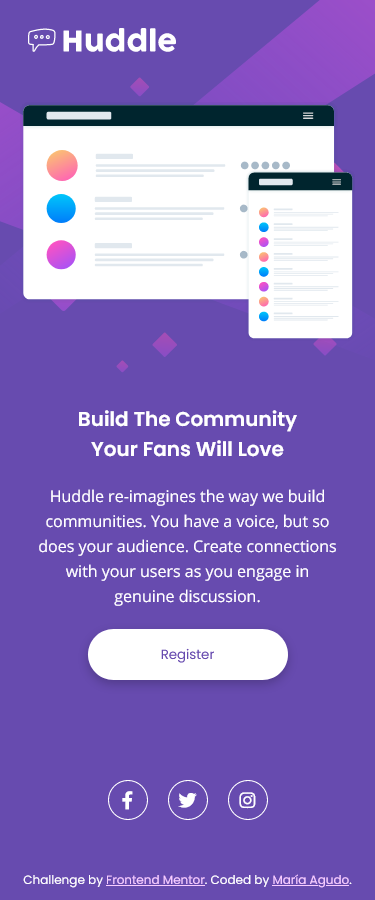 Huddle
Build The Community
Your Fans Will Love
Huddle re-imagines the way we build
communities. You have a voice, but so
does your audience. Create connections
with your users as you engage in
genuine discussion.
Register
Challenge by Frontend Mentor. Coded by María Agudo.